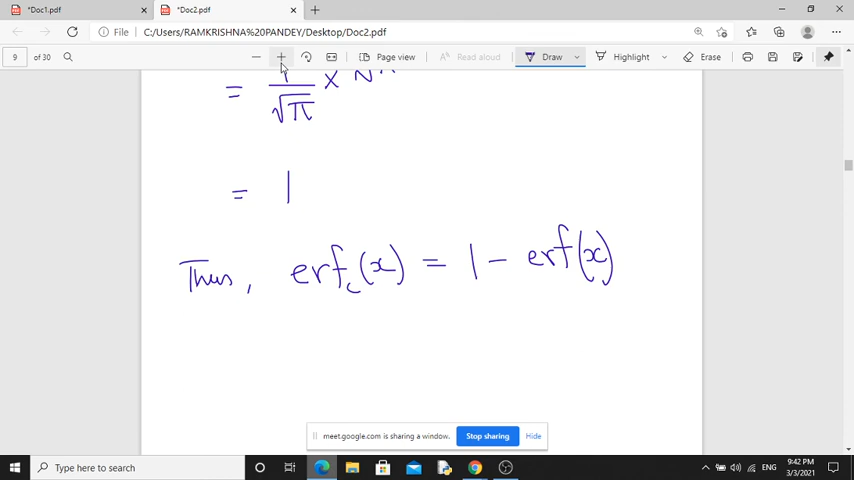 *Doc1.pdf
*Doc2.pdf
File C:/Users/RAMKRISHNA%20PANDEY/Desktop/Doc2.pdf
9 of 30 Page view Read aloud Draw Highlight Erase
= 1/√π × √π
= 1
Thus, erf_c(x) = 1 - erf(x)
meet.google.com is sharing a window. Stop sharing Hide
Type here to search
ENG
9:42 PM
3/3/2021